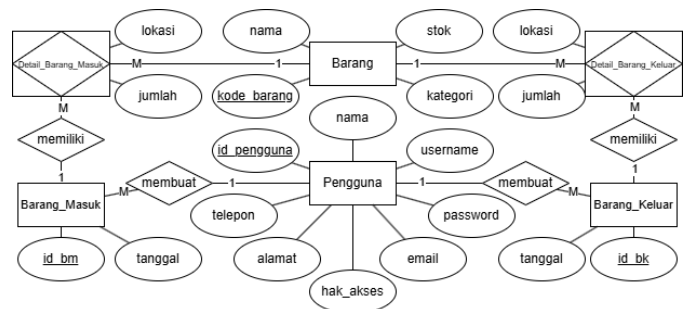 lokasi
nama
stok
lokasi
Detail_Barang_Masuk
M
1
Barang
1
M
Detail_Barang_Keluar
jumlah
kode_barang
kategori
jumlah
M
nama
M
memiliki
id_pengguna
username
memiliki
1
1
Barang_Masuk
M
membuat
1
Pengguna
1
membuat
M
Barang_Keluar
telepon
password
id_bm
tanggal
alamat
email
tanggal
id_bk
hak_akses